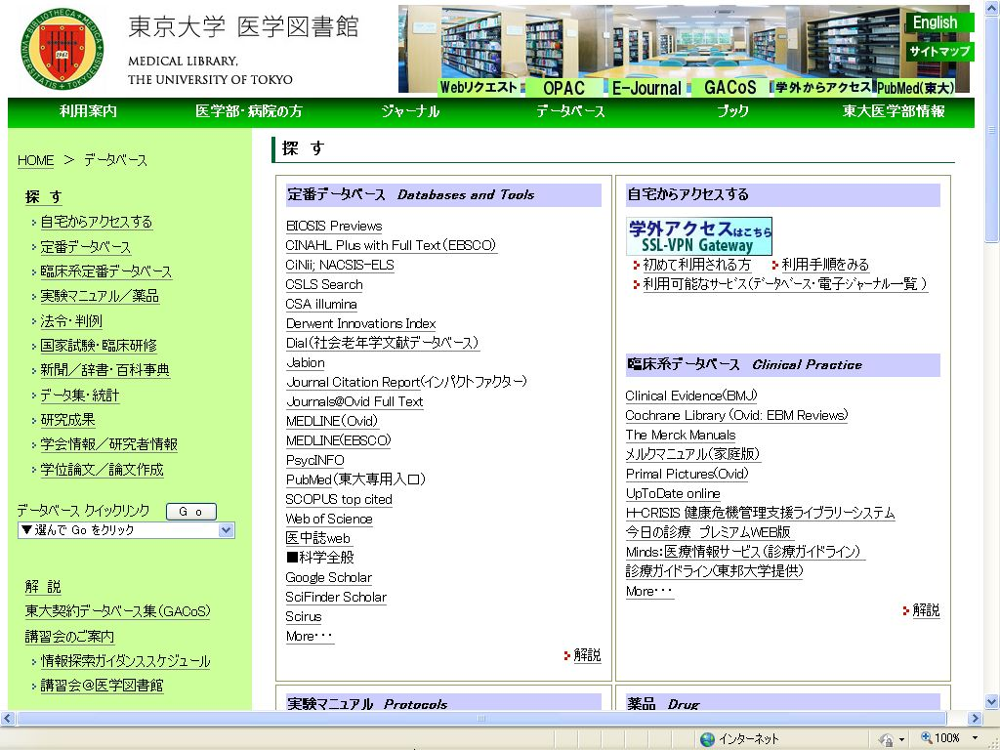 東京大学 医学図書館
MEDICAL LIBRARY,
THE UNIVERSITY OF TOKYO
English
サイトマップ
Webリクエスト OPAC E-Journal GACoS 学外からアクセス PubMed(東大)
利用案内 医学部・病院の方 ジャーナル データベース ブック 東大医学部情報
HOME > データベース
探 す
自宅からアクセスする
定番データベース
臨床系定番データベース
実験マニュアル／薬品
法令・判例
国家試験・臨床研修
新聞／辞書・百科事典
データ集・統計
研究成果
学会情報／研究者情報
学位論文／論文作成
データベース クイックリンク Go
▼選んで Go をクリック
解 説
東大契約データベース集(GACoS)
講習会のご案内
情報探索ガイダンススケジュール
講習会＠医学図書館
探 す
定番データベース Databases and Tools
BIOSIS Previews
CINAHL Plus with Full Text(EBSCO)
CiNii; NACSIS-ELS
CSLS Search
CSA illumina
Derwent Innovations Index
Dial(社会老年学文献データベース)
Jabion
Journal Citation Report(インパクトファクター)
Journals@Ovid Full Text
MEDLINE(Ovid)
MEDLINE(EBSCO)
PsycINFO
PubMed(東大専用入口)
SCOPUS top cited
Web of Science
医中誌web
■科学全般
Google Scholar
SciFinder Scholar
Scirus
More・・・
解説
自宅からアクセスする
学外アクセスはこちら
SSL-VPN Gateway
初めて利用される方 利用手順をみる
利用可能なサービス(データベース・電子ジャーナル一覧 )
臨床系データベース Clinical Practice
Clinical Evidence(BMJ)
Cochrane Library (Ovid: EBM Reviews)
The Merck Manuals
メルクマニュアル(家庭版)
Primal Pictures(Ovid)
UpToDate online
H-CRISIS 健康危機管理支援ライブラリーシステム
今日の診療 プレミアムWEB版
Minds:医療情報サービス(診療ガイドライン)
診療ガイドライン(東邦大学提供)
More・・・
解説
実験マニュアル Protocols
薬品 Drug
インターネット 100%